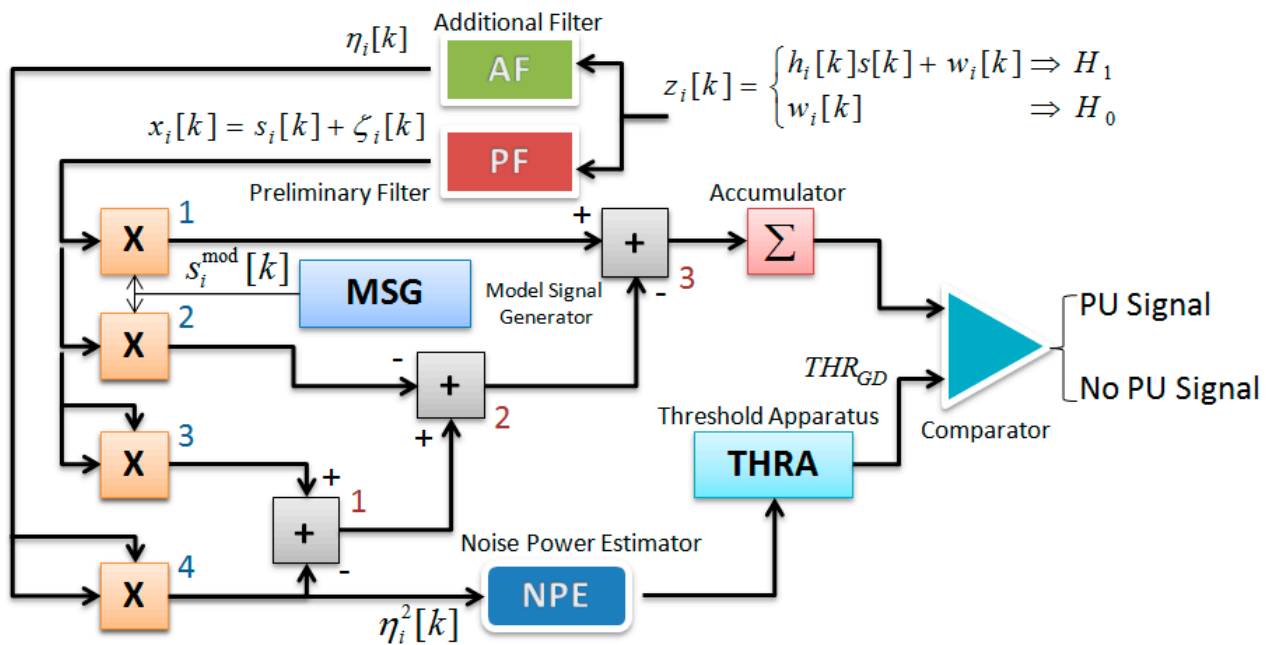 Additional Filter
η_i[k]
AF
z_i[k] = { h_i[k]s[k] + w_i[k] ⇒ H_1
w_i[k] ⇒ H_0
x_i[k] = s_i[k] + ζ_i[k]
PF
Preliminary Filter
Accumulator
X
1
+
+
-
3
Σ
s_i^mod[k]
MSG
Model Signal
Generator
X
2
-
+
+
2
PU Signal
No PU Signal
THR_GD
Comparator
Threshold Apparatus
THRA
X
3
+
+
-
1
Noise Power Estimator
X
4
η_i^2[k]
NPE